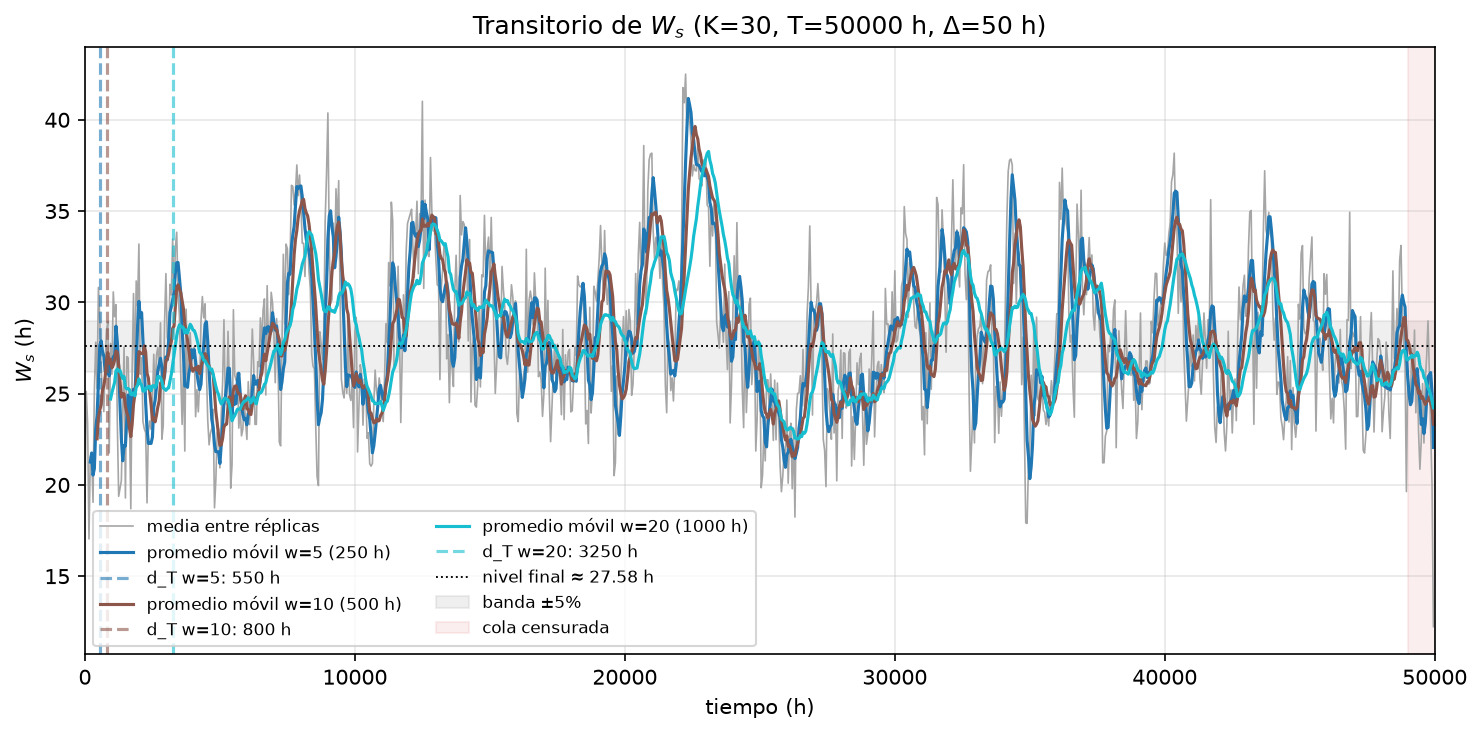 Transitorio de Wₛ (K=30, T=50000 h, Δ=50 h)
Wₛ (h)
40
35
30
25
20
15
media entre réplicas
promedio móvil w=5 (250 h)
d_T w=5: 550 h
promedio móvil w=10 (500 h)
d_T w=10: 800 h
promedio móvil w=20 (1000 h)
d_T w=20: 3250 h
nivel final ≈ 27.58 h
banda ±5%
cola censurada
0
10000
20000
30000
40000
50000
tiempo (h)